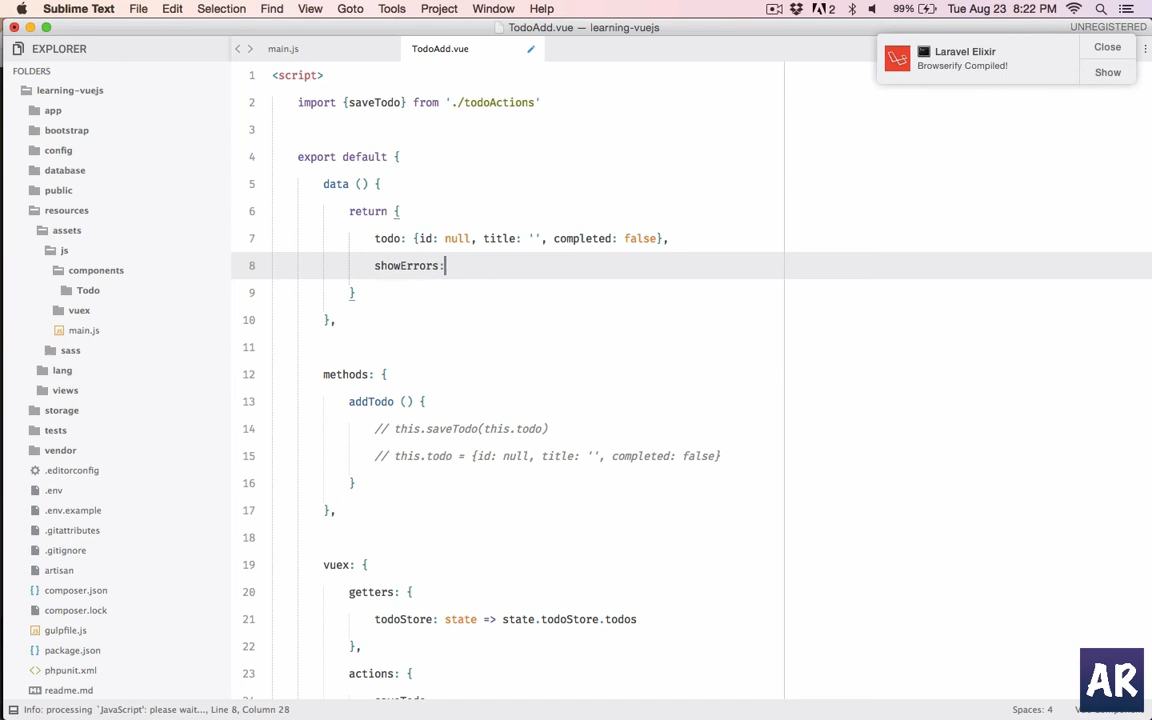 Sublime Text File Edit Selection Find View Goto Tools Project Window Help 2 99% Tue Aug 23 8:22 PM
TodoAdd.vue — learning-vuejs UNREGISTERED
EXPLORER
main.js
TodoAdd.vue
Laravel Elixir
Browserify Compiled!
Close
Show
FOLDERS
learning-vuejs
app
bootstrap
config
database
public
resources
assets
js
components
Todo
vuex
main.js
sass
lang
views
storage
tests
vendor
.editorconfig
.env
.env.example
.gitattributes
.gitignore
artisan
composer.json
composer.lock
gulpfile.js
package.json
phpunit.xml
readme.md
1 <script>
2 import {saveTodo} from './todoActions'
3
4 export default {
5 data () {
6 return {
7 todo: {id: null, title: '', completed: false},
8 showErrors:
9 }
10 },
11
12 methods: {
13 addTodo () {
14 // this.saveTodo(this.todo)
15 // this.todo = {id: null, title: '', completed: false}
16 }
17 },
18
19 vuex: {
20 getters: {
21 todoStore: state => state.todoStore.todos
22 },
23 actions: {
AR
Info: processing `JavaScript': please wait..., Line 8, Column 28
Spaces: 4